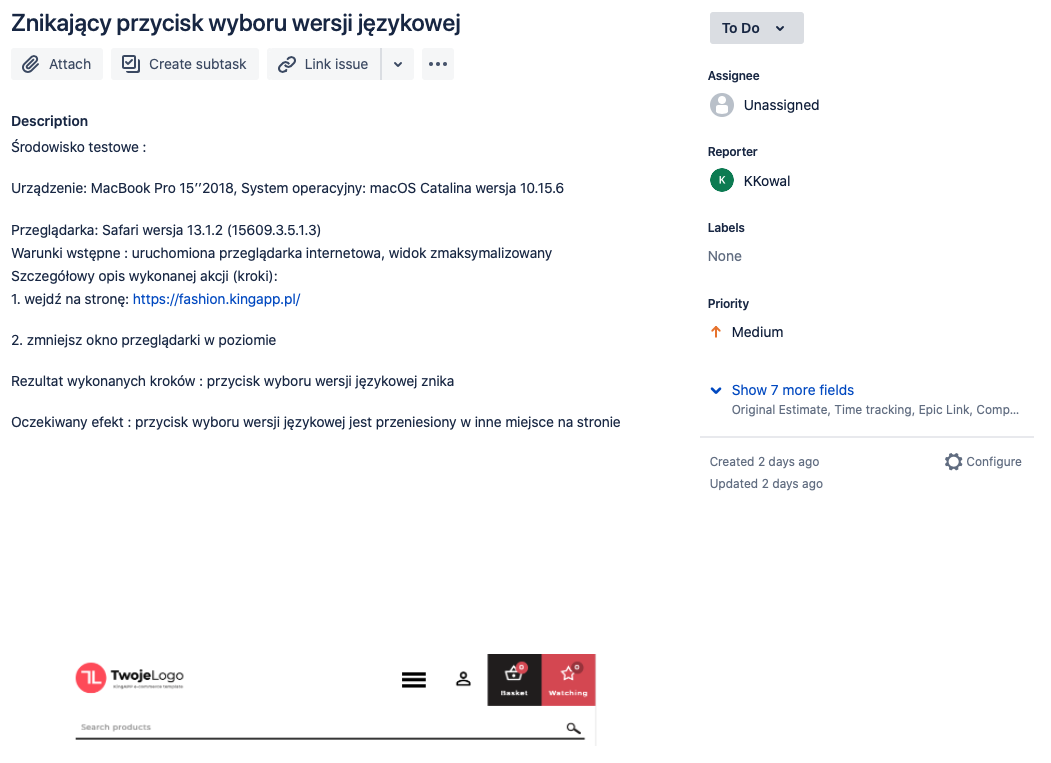 Znikający przycisk wyboru wersji językowej
Attach
Create subtask
Link issue
Description
Środowisko testowe :
Urządzenie: MacBook Pro 15’’2018, System operacyjny: macOS Catalina wersja 10.15.6
Przeglądarka: Safari wersja 13.1.2 (15609.3.5.1.3)
Warunki wstępne : uruchomiona przeglądarka internetowa, widok zmaksymalizowany
Szczegółowy opis wykonanej akcji (kroki):
1. wejdź na stronę: https://fashion.kingapp.pl/
2. zmniejsz okno przeglądarki w poziomie
Rezultat wykonanych kroków : przycisk wyboru wersji językowej znika
Oczekiwany efekt : przycisk wyboru wersji językowej jest przeniesiony w inne miejsce na stronie
To Do
Assignee
Unassigned
Reporter
K
KKowal
Labels
None
Priority
Medium
Show 7 more fields
Original Estimate, Time tracking, Epic Link, Comp...
Created 2 days ago
Configure
Updated 2 days ago
TL
TwojeLogo
KingAPP e-commerce template
0
Basket
0
Watching
Search products